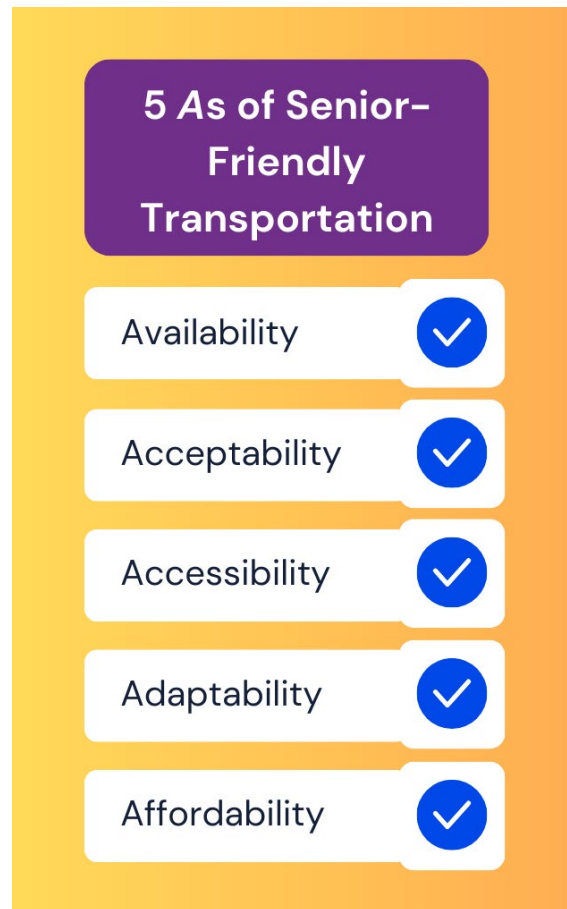 5 As of Senior-
Friendly
Transportation
Availability
Acceptability
Accessibility
Adaptability
Affordability